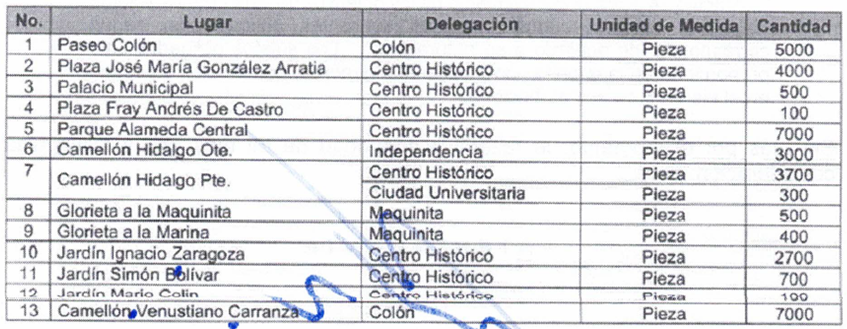 No. Lugar Delegación Unidad de Medida Cantidad
1 Paseo Colón Colón Pieza 5000
2 Plaza José María González Arratia Centro Histórico Pieza 4000
3 Palacio Municipal Centro Histórico Pieza 500
4 Plaza Fray Andrés De Castro Centro Histórico Pieza 100
5 Parque Alameda Central Centro Histórico Pieza 7000
6 Camellón Hidalgo Ote. Independencia Pieza 3000
7 Camellón Hidalgo Pte. Centro Histórico Pieza 3700
Ciudad Universitaria Pieza 300
8 Glorieta a la Maquinita Maquinita Pieza 500
9 Glorieta a la Marina Maquinita Pieza 400
10 Jardín Ignacio Zaragoza Centro Histórico Pieza 2700
11 Jardín Simón Bolívar Centro Histórico Pieza 700
12 Jardín Mario Colin Centro Histórico Pieza 100
13 Camellón Venustiano Carranza Colón Pieza 7000